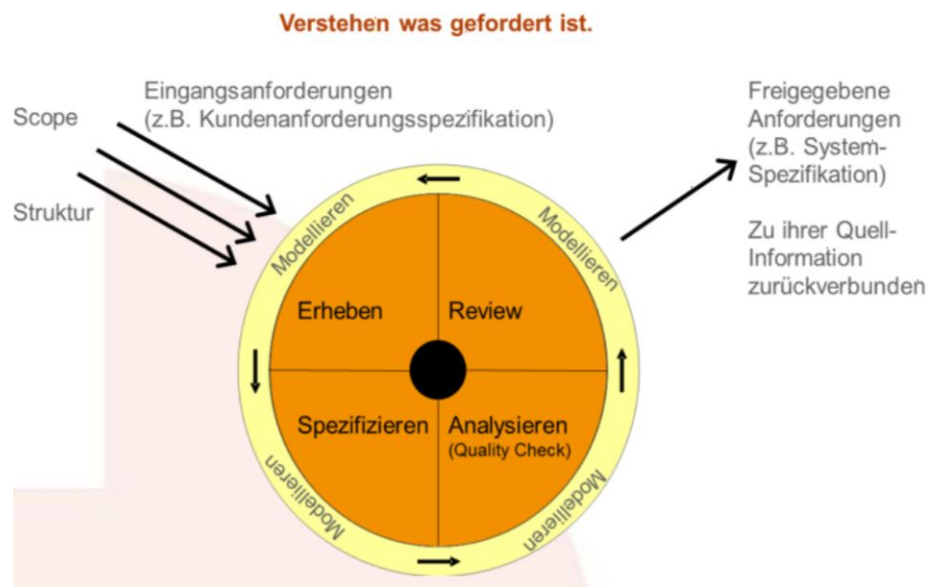 Verstehen was gefordert ist.
Eingangsanforderungen
(z.B. Kundenanforderungsspezifikation)
Scope
Struktur
Freigegebene
Anforderungen
(z.B. System-
Spezifikation)
Zu ihrer Quell-
Information
zurückverbunden
Modellieren
Modellieren
Erheben
Review
Spezifizieren
Analysieren
(Quality Check)
Modellieren
Modellieren